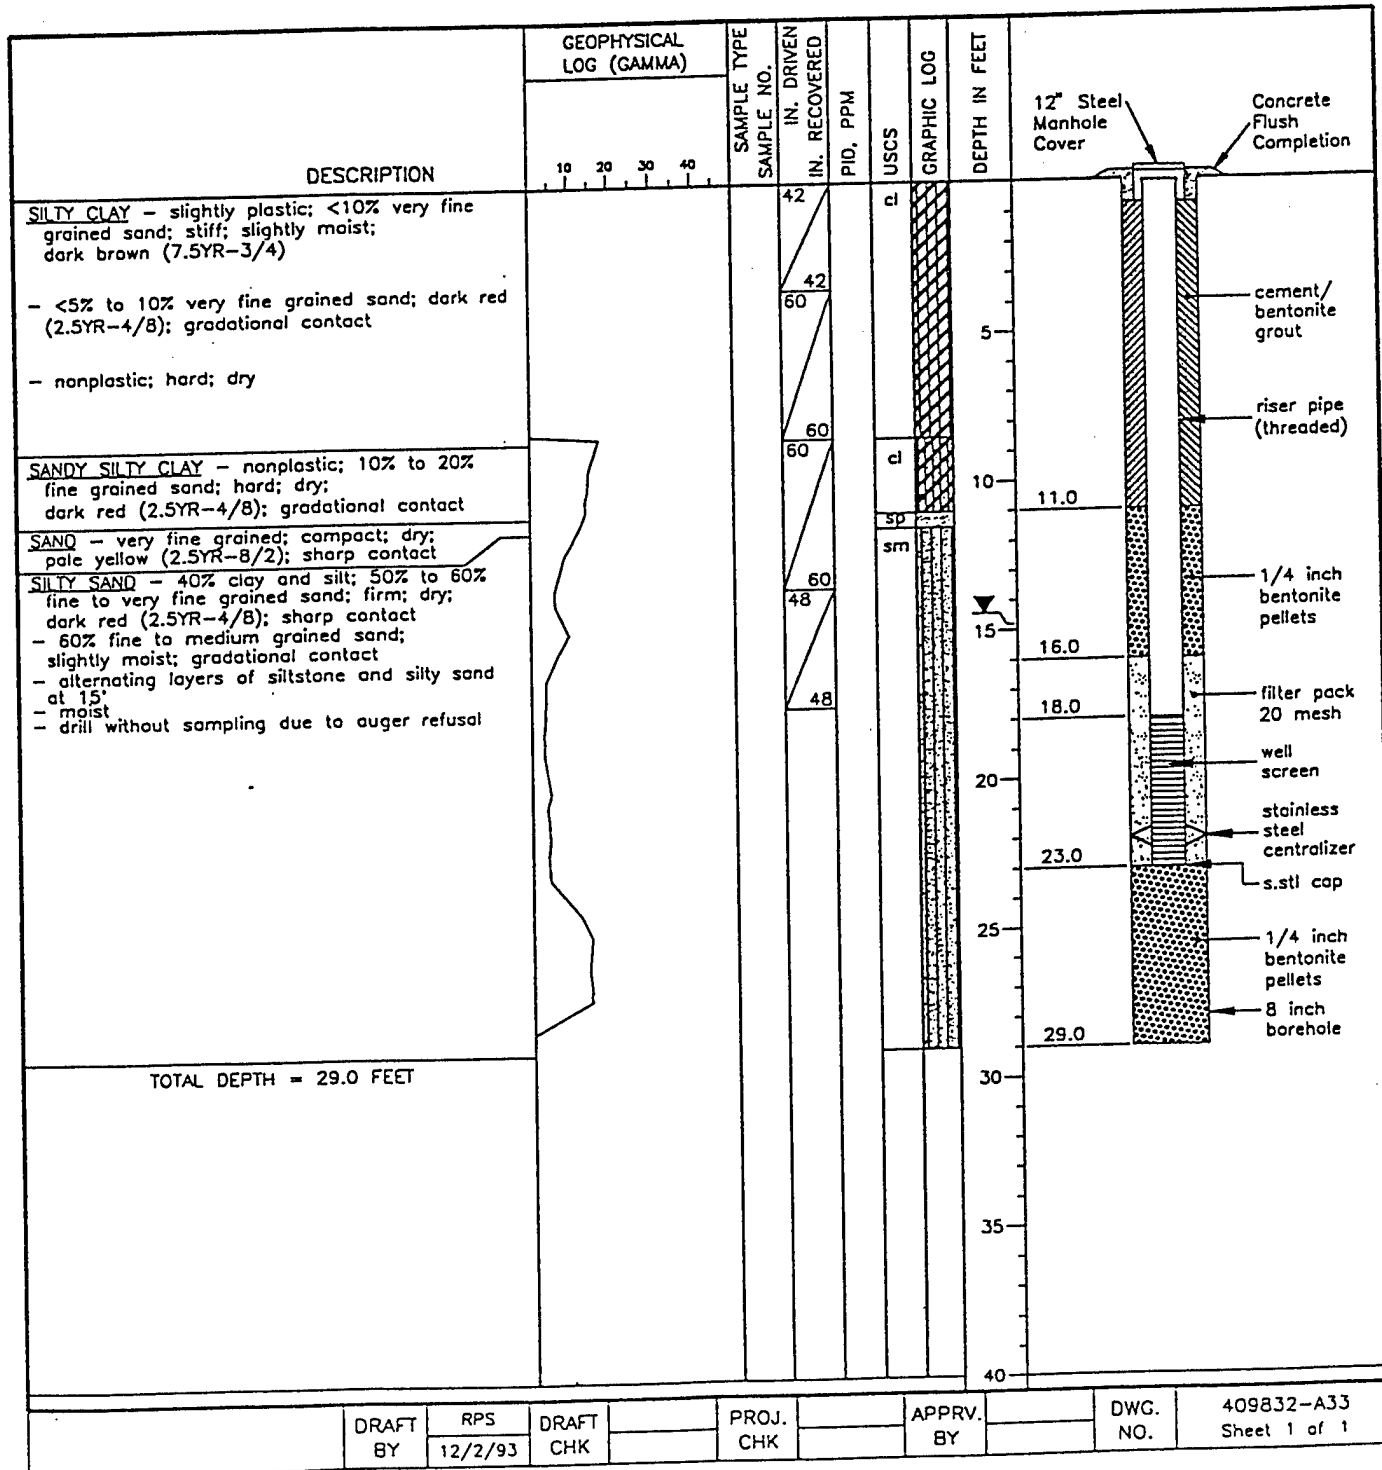 DESCRIPTION
GEOPHYSICAL
LOG (GAMMA)
10 20 30 40
SAMPLE TYPE
SAMPLE NO.
IN. DRIVEN
IN. RECOVERED
PID, PPM
USCS
GRAPHIC LOG
DEPTH IN FEET
12" Steel
Manhole
Cover
Concrete
Flush
Completion
SILTY CLAY – slightly plastic; <10% very fine
grained sand; stiff; slightly moist;
dark brown (7.5YR–3/4)
– <5% to 10% very fine grained sand; dark red
(2.5YR–4/8); gradational contact
– nonplastic; hard; dry
SANDY SILTY CLAY – nonplastic; 10% to 20%
fine grained sand; hard; dry;
dark red (2.5YR–4/8); gradational contact
SAND – very fine grained; compact; dry;
pale yellow (2.5YR–8/2); sharp contact
SILTY SAND – 40% clay and silt; 50% to 60%
fine to very fine grained sand; firm; dry;
dark red (2.5YR–4/8); sharp contact
– 60% fine to medium grained sand;
slightly moist; gradational contact
– alternating layers of siltstone and silty sand
at 15'
– moist
– drill without sampling due to auger refusal
TOTAL DEPTH = 29.0 FEET
42
42
60
60
60
60
48
48
cl
cl
sp
sm
5
10
15
20
25
30
35
40
11.0
16.0
18.0
23.0
29.0
cement/
bentonite
grout
riser pipe
(threaded)
1/4 inch
bentonite
pellets
filter pack
20 mesh
well
screen
stainless
steel
centralizer
s.stl cap
1/4 inch
bentonite
pellets
8 inch
borehole
DRAFT
BY
RPS
12/2/93
DRAFT
CHK
PROJ.
CHK
APPRV.
BY
DWG.
NO.
409832–A33
Sheet 1 of 1